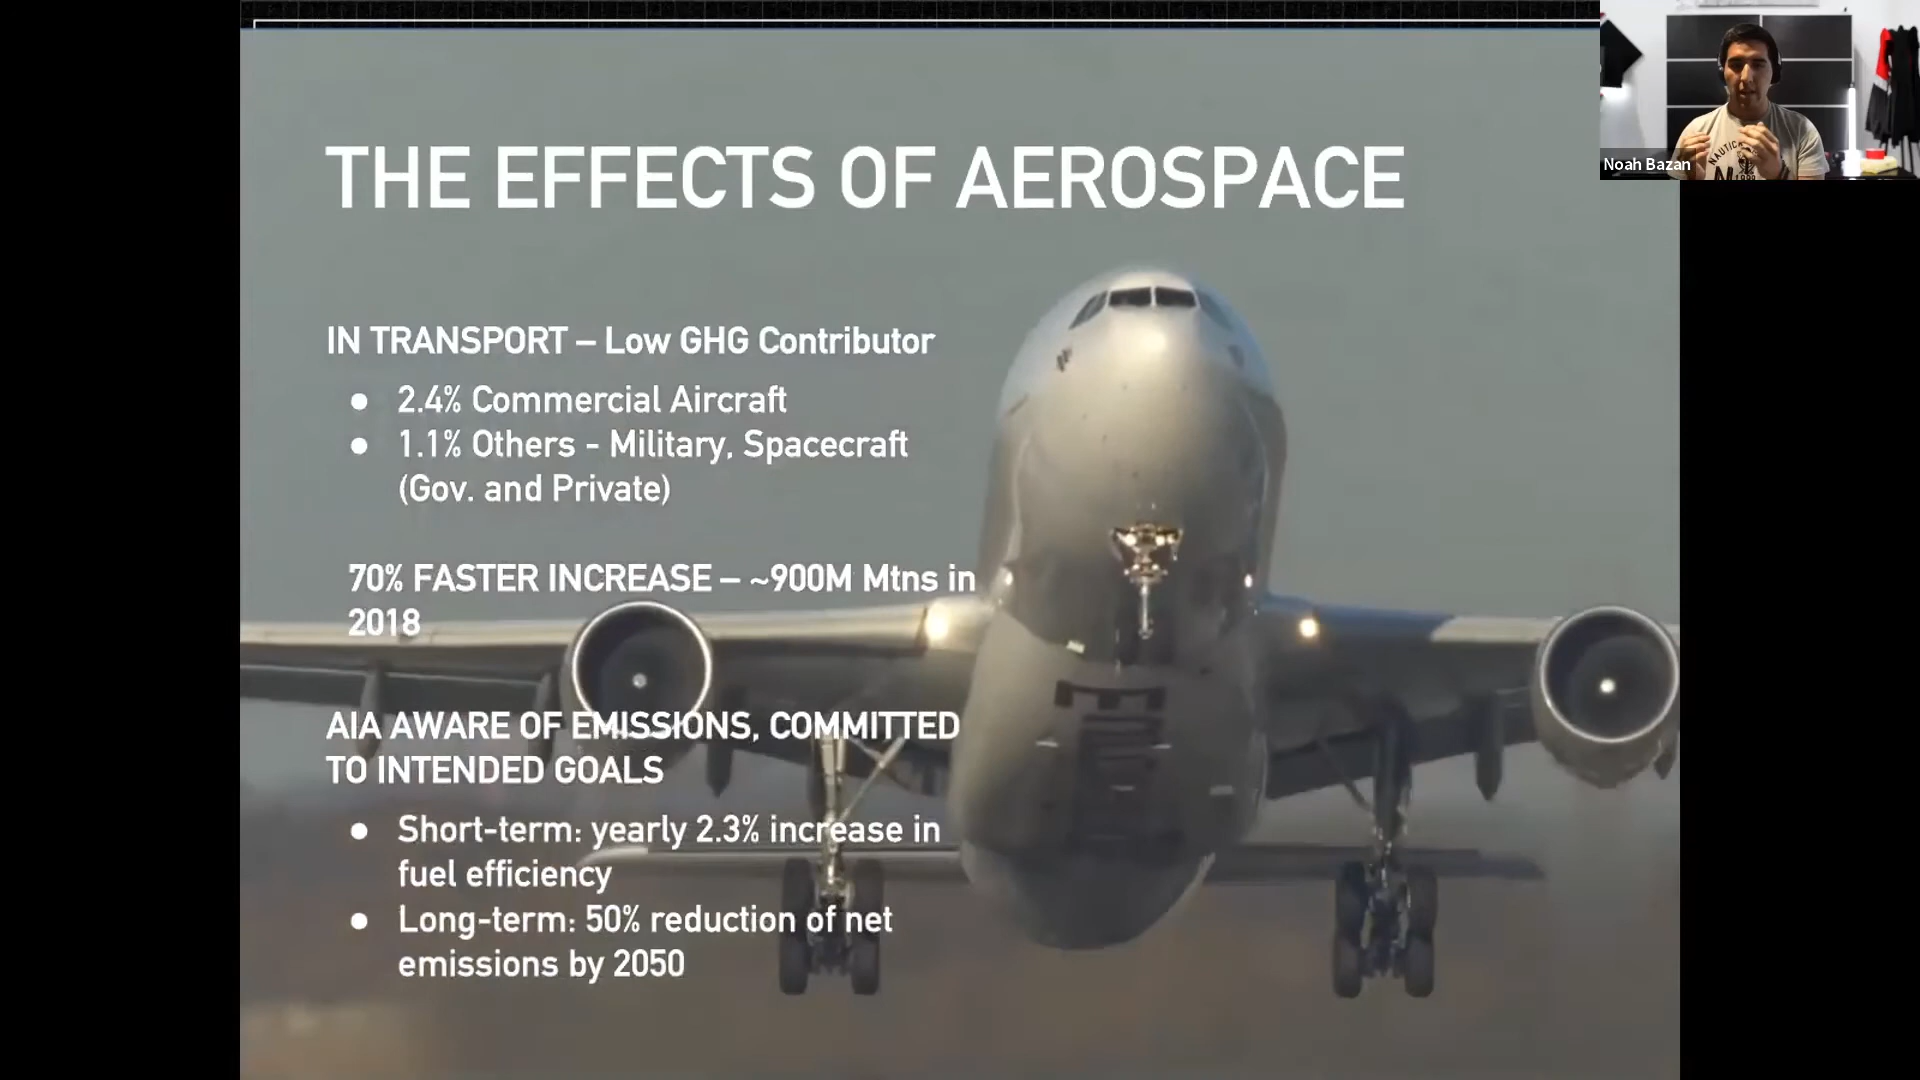 THE EFFECTS OF AEROSPACE
Noah Bazan
NAUTICA
IN TRANSPORT – Low GHG Contributor
● 2.4% Commercial Aircraft
● 1.1% Others - Military, Spacecraft
(Gov. and Private)
70% FASTER INCREASE – ~900M Mtns in
2018
AIA AWARE OF EMISSIONS, COMMITTED
TO INTENDED GOALS
● Short-term: yearly 2.3% increase in
fuel efficiency
● Long-term: 50% reduction of net
emissions by 2050